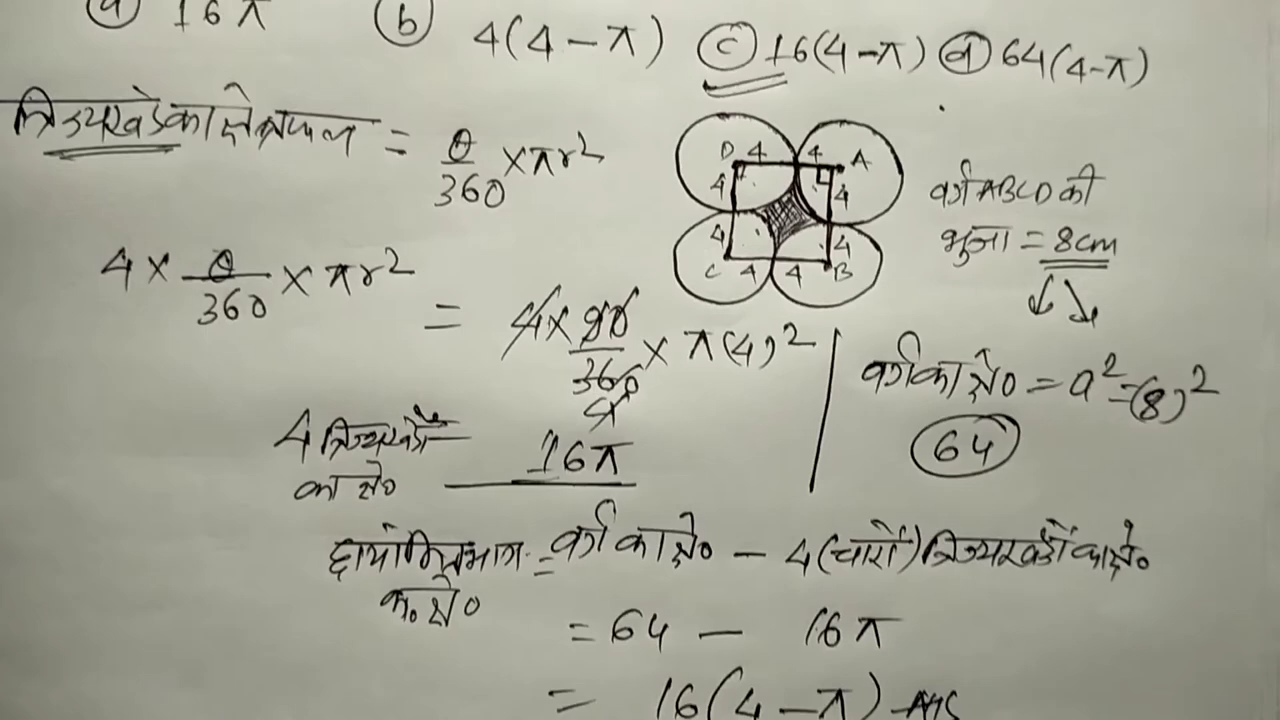 (a) 16π (b) 4(4-π) (c) 16(4-π) (d) 64(4-π)
त्रिज्यखंड का क्षेत्रफल = θ/360 × πr²
D 4 4 A
4 4
4 4
C 4 4 B
वर्ग ABCD की
भुजा = 8cm
4 × θ/360 × πr²
= 4 × 90/360 × π(4)²
4
वर्ग का क्षे० = a² = (8)²
64
4 त्रिज्यखंडों का क्षे० 16π
छायांकित भाग का क्षे० = वर्ग का क्षे० - 4 (चारों) त्रिज्यखंडों का क्षे०
= 64 - 16π
= 16(4-π) Ans